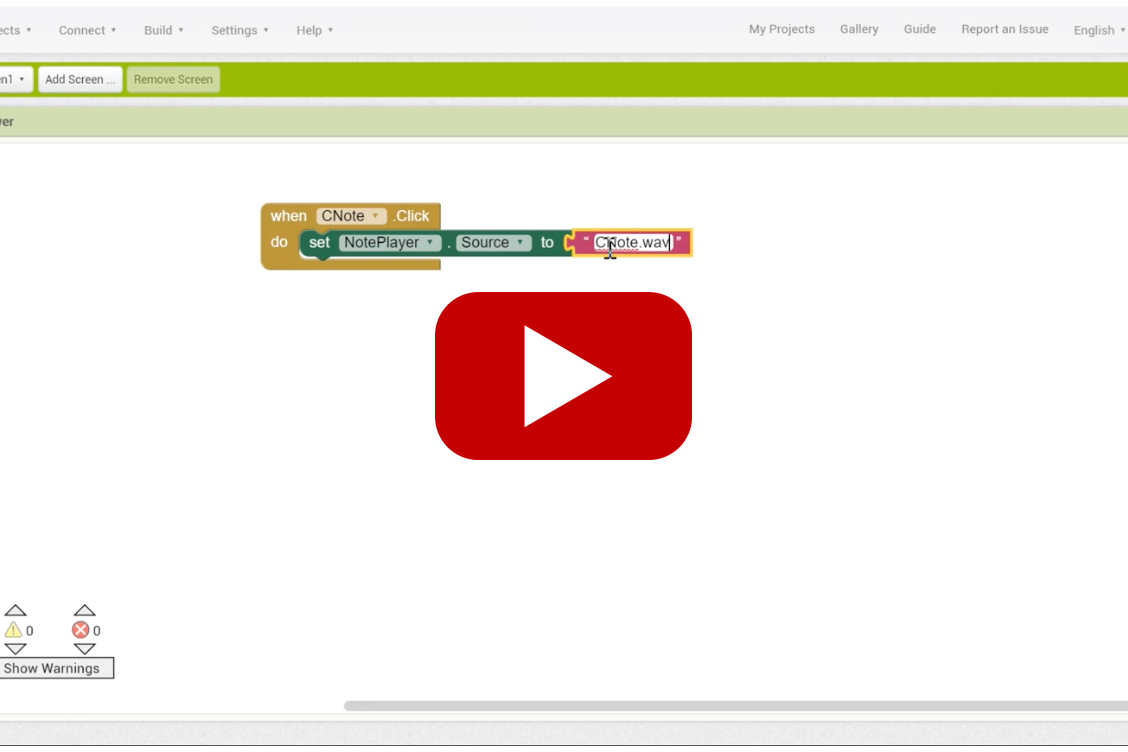 ects ▾ Connect ▾ Build ▾ Settings ▾ Help ▾ My Projects Gallery Guide Report an Issue English ▾
en1 ▾ Add Screen ... Remove Screen
er
when CNote ▾ .Click
do set NotePlayer ▾ . Source ▾ to " CNote.wav "
0 0
Show Warnings